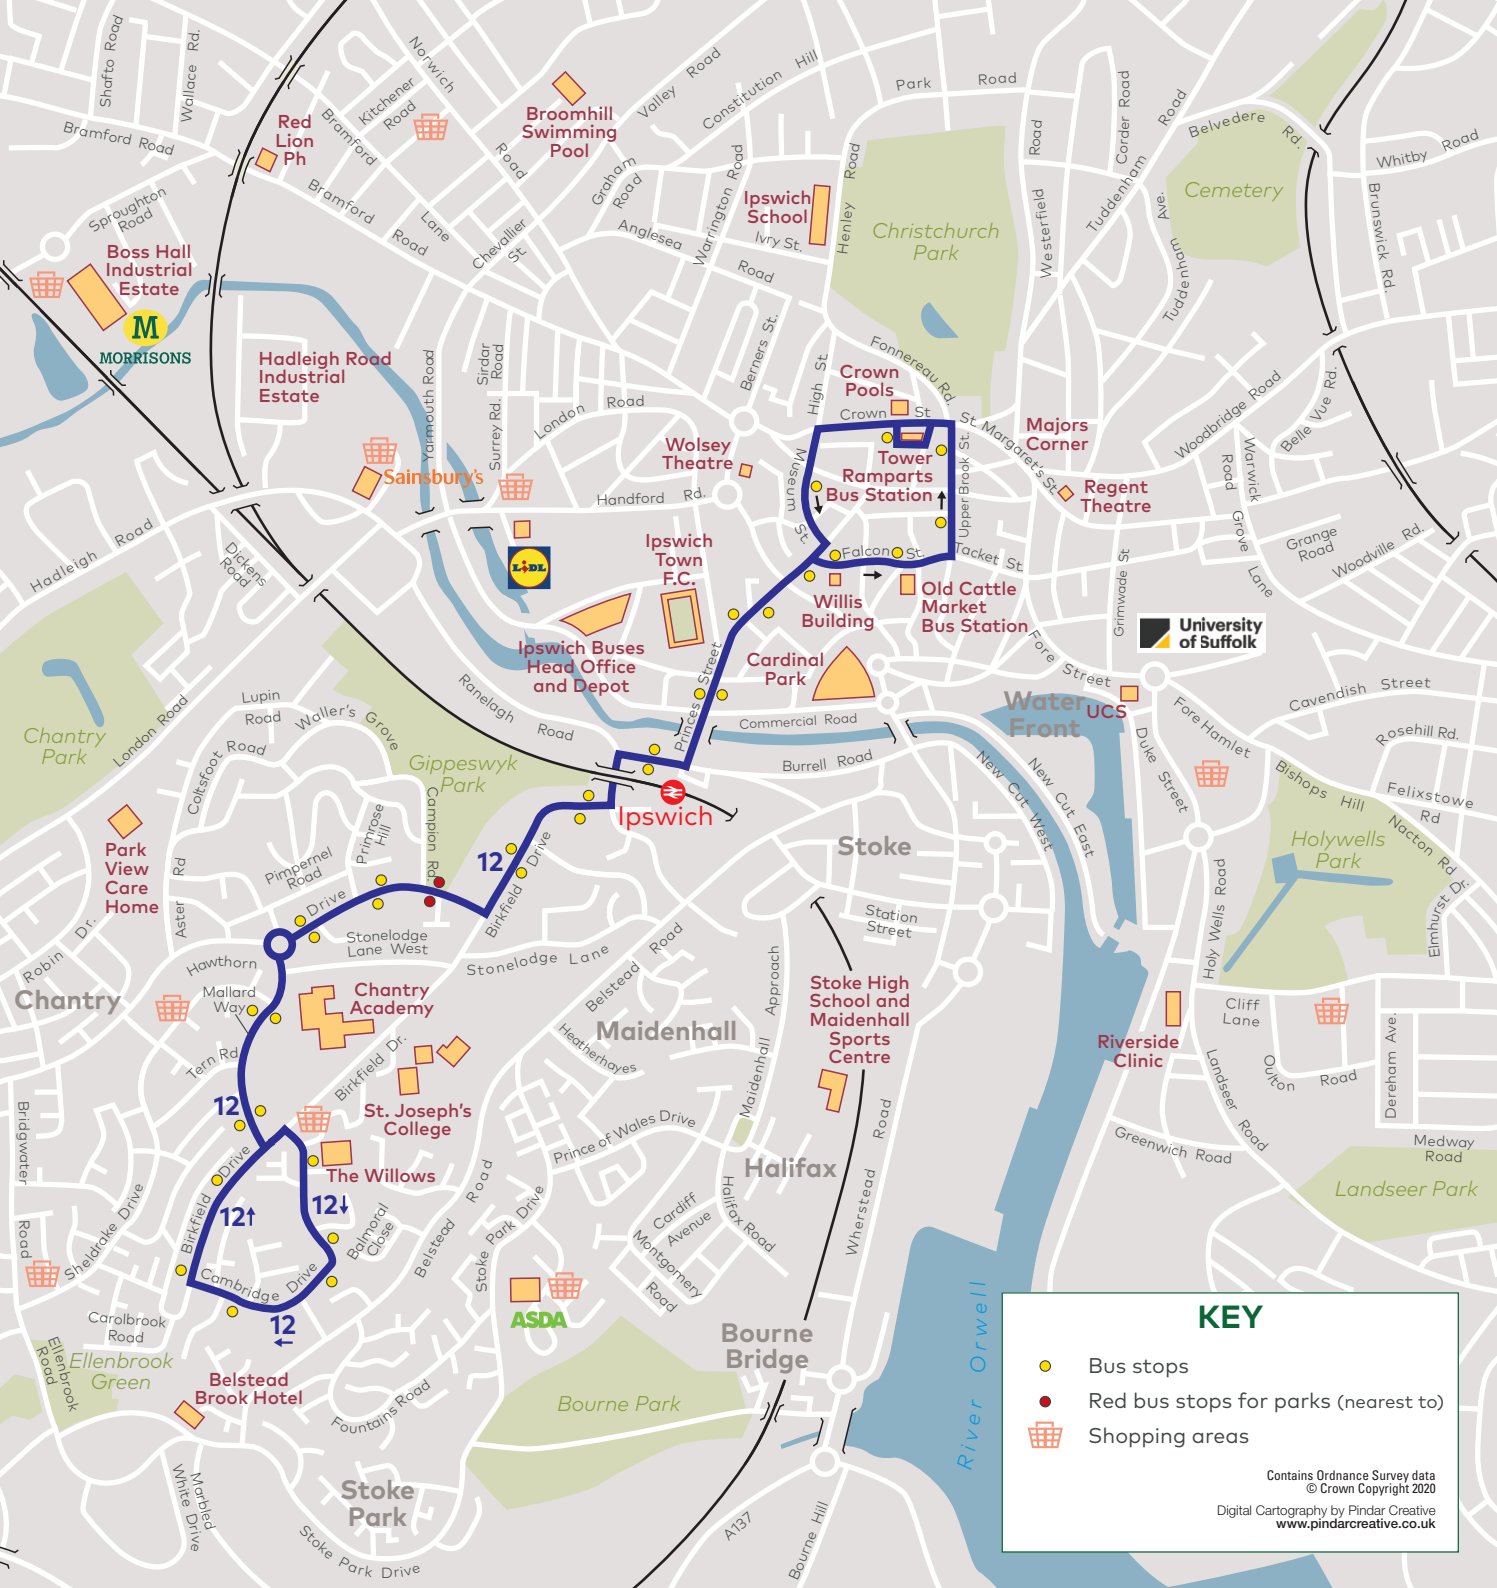 Shafto Road
Wallace Rd.
Bramford Road
Sproughton
Road
Red
Lion
Ph
Kitchener
Road
Norwich
Road
Bramford
Lane
Bramford
Road
Chevallier
St
Broomhill
Swimming
Pool
Valley Road
Constitution Hill
Park Road
Graham
Road
Anglesea
Road
Warrington Road
Ipswich
School
Ivry St.
Henley Road
Christchurch
Park
Westerfield Road
Corder Road
Tuddenham Road
Tuddenham Ave.
Belvedere Rd.
Cemetery
Whitby Road
Brunswick Rd.
Boss Hall
Industrial
Estate
M
MORRISONS
Hadleigh Road
Industrial
Estate
Yarmouth Road
Sirdar
Road
Surrey Rd.
London Road
Berners St.
High St
Fonnereau Rd.
Crown
Pools
Crown St
St. Margaret's St
Majors
Corner
Woodbridge Road
Belle Vue Rd.
Warwick
Road
Sainsbury's
Wolsey
Theatre
Museum St.
Tower
Ramparts
Bus Station
Upper Brook St.
Regent
Theatre
Handford Rd.
Grove Lane
Grange
Road
Woodville Rd.
Hadleigh Road
Dickens
Road
LIDL
Ipswich
Town
F.C.
Falcon St.
Tacket St.
Willis
Building
Old Cattle
Market
Bus Station
Grimwade St
University
of Suffolk
Ipswich Buses
Head Office
and Depot
Princes Street
Cardinal
Park
Fore Street
UCS
Water
Front
Fore Hamlet
Cavendish Street
Rosehill Rd.
Chantry
Park
London Road
Lupin
Road
Waller's Grove
Ranelagh Road
Commercial Road
Burrell Road
New Cut West
New Cut East
Duke Street
Bishops Hill
Felixstowe
Rd
Nacton Rd
Coltsfoot Road
Gippeswyk
Park
Campion Rd.
Ipswich
Stoke
Holywells
Park
Park
View
Care
Home
Primrose
Hill
Pimpernel
Road
Aster Rd
12
Birkfield Drive
Drive
Stonelodge
Lane West
Station
Street
Holy Wells Road
Elmhurst Dr.
Robin Dr.
Hawthorn
Stonelodge Lane
Belstead Road
Chantry
Mallard
Way
Chantry
Academy
Maidenhall
Maidenhall Approach
Stoke High
School and
Maidenhall
Sports
Centre
Cliff
Lane
Riverside
Clinic
Tern Rd
Birkfield Dr.
Heatherhayes
Landseer Road
Oulton Road
Dereham Ave.
12
St. Joseph's
College
Prince of Wales Drive
Bridgwater Road
Birkfield Drive
The Willows
Halifax
Halifax Road
Wherstead Road
Greenwich Road
Medway
Road
Landseer Park
Sheldrake Drive
12
12
Balmoral
Close
Belstead Road
Stoke Park Drive
Cardiff
Avenue
Montgomery
Road
Cambridge Drive
ASDA
Carolbrook
Road
12
Bourne
Bridge
River Orwell
Ellenbrook
Road
Ellenbrook
Green
Belstead
Brook Hotel
Fountains Road
Bourne Park
Marbled
White Drive
Stoke
Park
Stoke Park Drive
A137
Bourne Hill
KEY
Bus stops
Red bus stops for parks (nearest to)
Shopping areas
Contains Ordnance Survey data
© Crown Copyright 2020
Digital Cartography by Pindar Creative
www.pindarcreative.co.uk